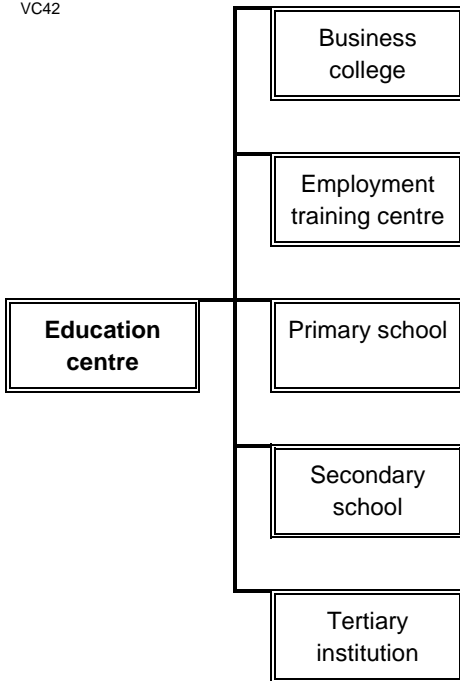 VC42
Business
college
Employment
training centre
Education
centre
Primary school
Secondary
school
Tertiary
institution